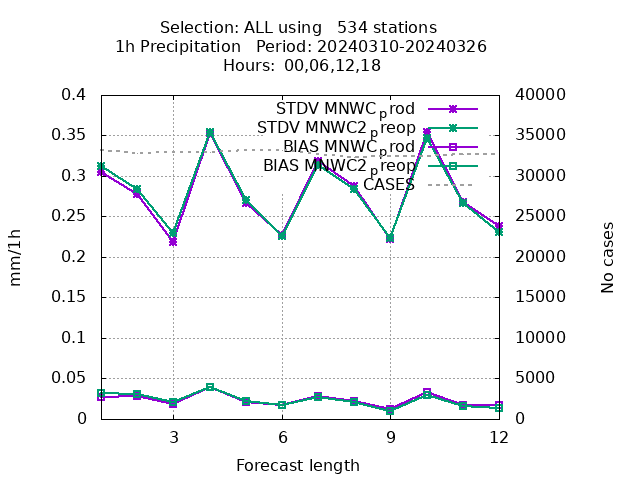 Selection: ALL using   534 stations
1h Precipitation   Period: 20240310-20240326
Hours:  00,06,12,18
STDV MNWC_prod
STDV MNWC2_preop
BIAS MNWC_prod
BIAS MNWC2_preop
CASES
0.4
0.35
0.3
0.25
0.2
0.15
0.1
0.05
0
40000
35000
30000
25000
20000
15000
10000
5000
0
mm/1h
No cases
3 6 9 12
Forecast length